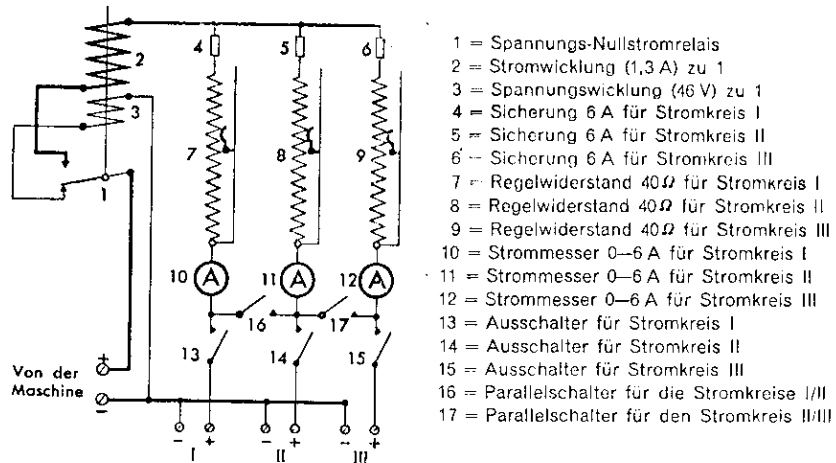 1 = Spannungs-Nullstromrelais
2 = Stromwicklung (1,3 A) zu 1
3 = Spannungswicklung (46 V) zu 1
4 = Sicherung 6 A für Stromkreis I
5 = Sicherung 6 A für Stromkreis II
6 = Sicherung 6 A für Stromkreis III
7 = Regelwiderstand 40Ω für Stromkreis I
8 = Regelwiderstand 40Ω für Stromkreis II
9 = Regelwiderstand 40Ω für Stromkreis III
10 = Strommesser 0–6 A für Stromkreis I
11 = Strommesser 0–6 A für Stromkreis II
12 = Strommesser 0–6 A für Stromkreis III
13 = Ausschalter für Stromkreis I
14 = Ausschalter für Stromkreis II
15 = Ausschalter für Stromkreis III
16 = Parallelschalter für die Stromkreise I/II
17 = Parallelschalter für den Stromkreis II/III
2
3
1
4
5
6
7
8
9
10 A
11 A
12 A
16
17
13
14
15
Von der
Maschine
+
−
− + − + − +
I II III